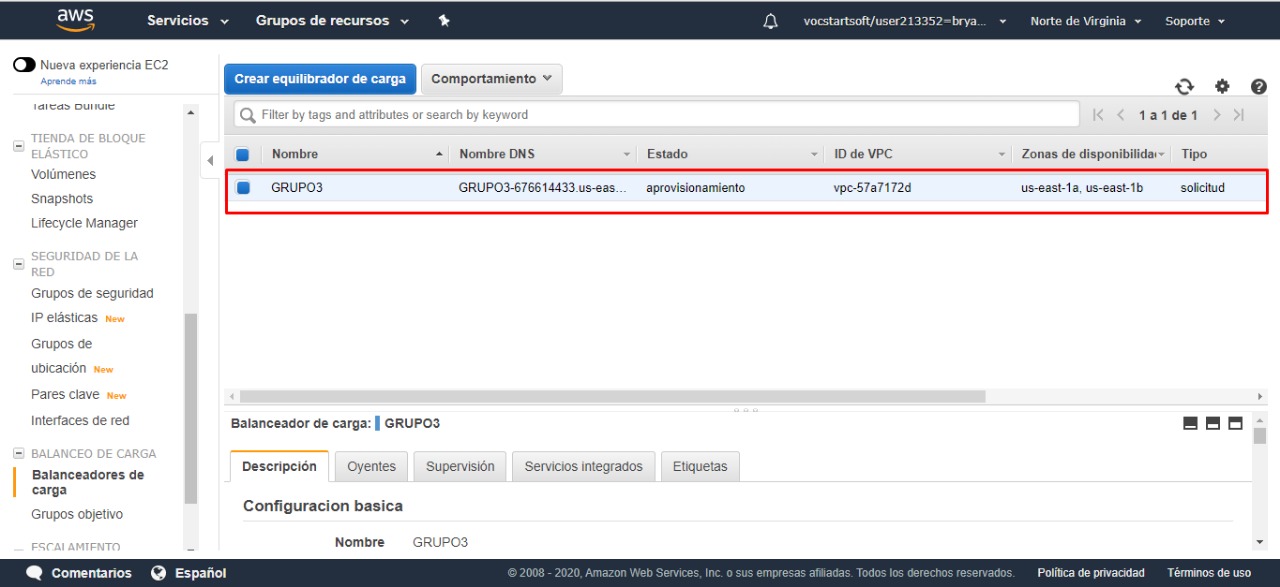 aws
Servicios
Grupos de recursos
vocstartsoft/user213352=brya...
Norte de Virginia
Soporte
Nueva experiencia EC2
Aprende más
Tareas Bundle
TIENDA DE BLOQUE
ELÁSTICO
Volúmenes
Snapshots
Lifecycle Manager
SEGURIDAD DE LA
RED
Grupos de seguridad
IP elásticas New
Grupos de
ubicación New
Pares clave New
Interfaces de red
BALANCEO DE CARGA
Balanceadores de
carga
Grupos objetivo
ESCALAMIENTO
Crear equilibrador de carga
Comportamiento
Filter by tags and attributes or search by keyword
1 a 1 de 1
Nombre Nombre DNS Estado ID de VPC Zonas de disponibilida Tipo
GRUPO3 GRUPO3-676614433.us-eas... aprovisionamiento vpc-57a7172d us-east-1a, us-east-1b solicitud
Balanceador de carga: GRUPO3
Descripción Oyentes Supervisión Servicios integrados Etiquetas
Configuracion basica
Nombre GRUPO3
Comentarios
Español
© 2008 - 2020, Amazon Web Services, Inc. o sus empresas afiliadas. Todos los derechos reservados.
Política de privacidad
Términos de uso